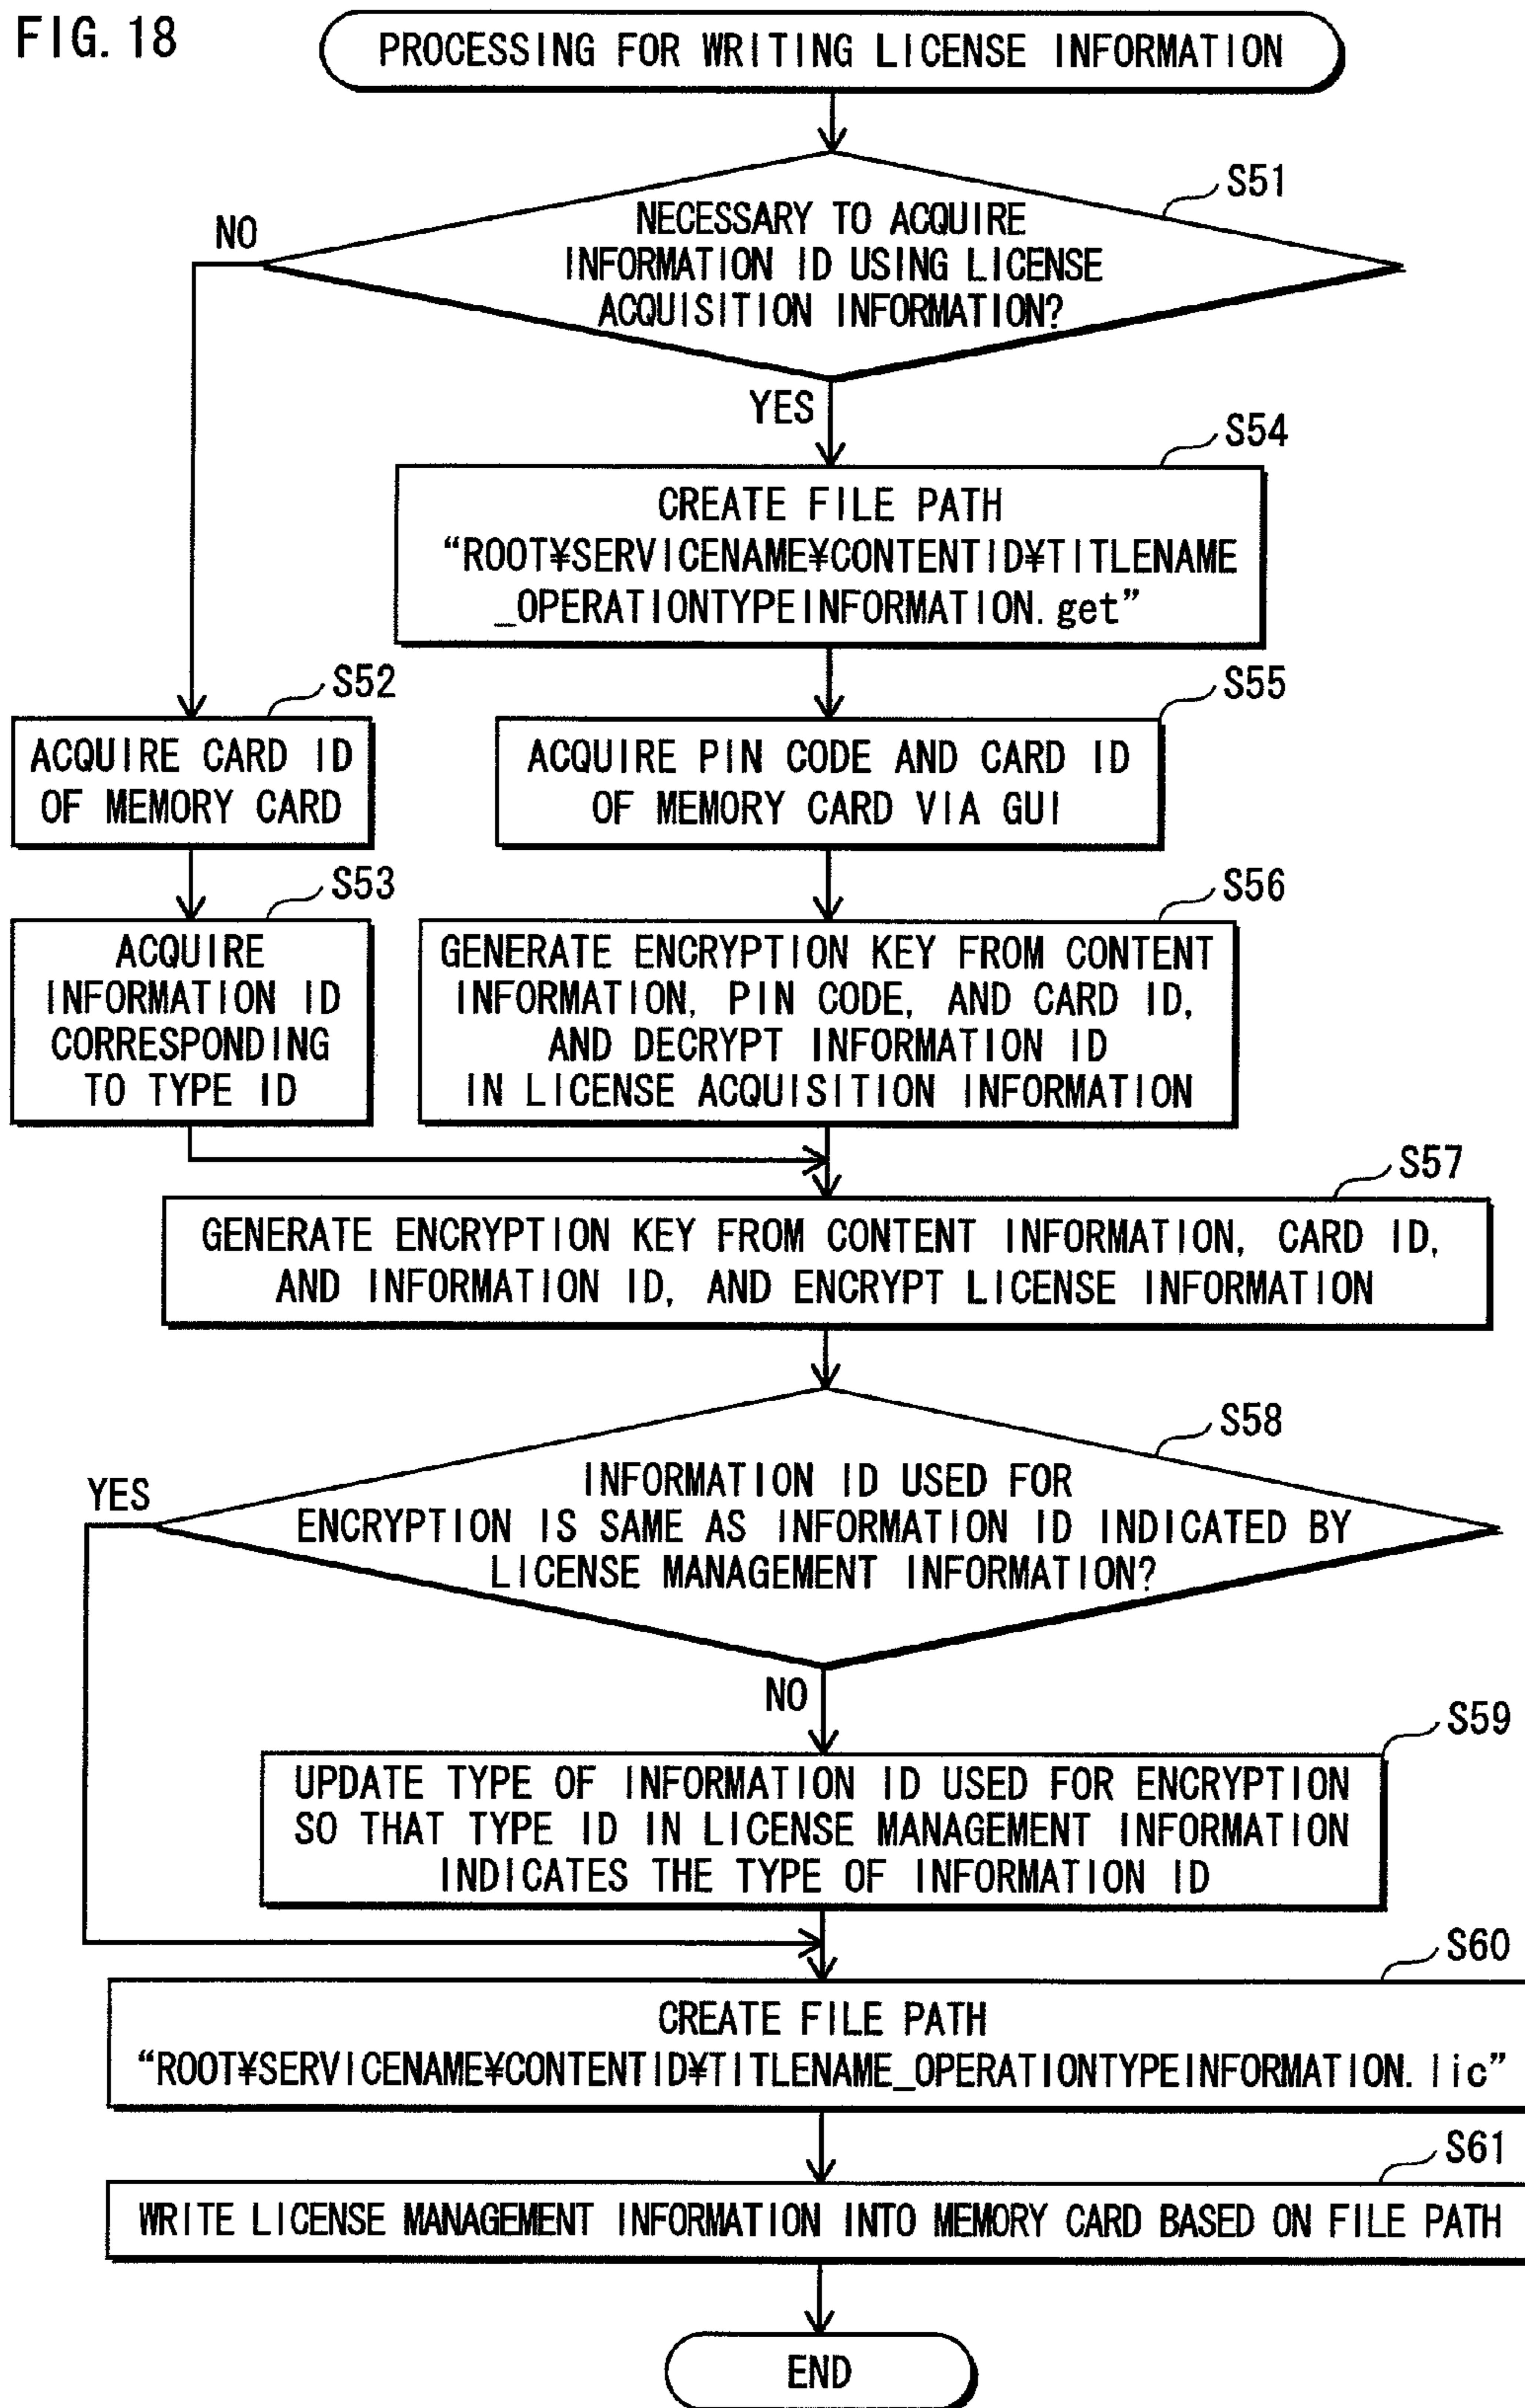 FIG. 18
PROCESSING FOR WRITING LICENSE INFORMATION
S51
NECESSARY TO ACQUIRE
INFORMATION ID USING LICENSE
ACQUISITION INFORMATION?
NO
YES
S54
CREATE FILE PATH
“ROOT¥SERVICENAME¥CONTENTID¥TITLENAME
_OPERATIONTYPEINFORMATION.get”
S52
ACQUIRE CARD ID
OF MEMORY CARD
S55
ACQUIRE PIN CODE AND CARD ID
OF MEMORY CARD VIA GUI
S53
ACQUIRE
INFORMATION ID
CORRESPONDING
TO TYPE ID
S56
GENERATE ENCRYPTION KEY FROM CONTENT
INFORMATION, PIN CODE, AND CARD ID,
AND DECRYPT INFORMATION ID
IN LICENSE ACQUISITION INFORMATION
S57
GENERATE ENCRYPTION KEY FROM CONTENT INFORMATION, CARD ID,
AND INFORMATION ID, AND ENCRYPT LICENSE INFORMATION
S58
INFORMATION ID USED FOR
ENCRYPTION IS SAME AS INFORMATION ID INDICATED BY
LICENSE MANAGEMENT INFORMATION?
YES
NO
S59
UPDATE TYPE OF INFORMATION ID USED FOR ENCRYPTION
SO THAT TYPE ID IN LICENSE MANAGEMENT INFORMATION
INDICATES THE TYPE OF INFORMATION ID
S60
CREATE FILE PATH
“ROOT¥SERVICENAME¥CONTENTID¥TITLENAME_OPERATIONTYPEINFORMATION.lic”
S61
WRITE LICENSE MANAGEMENT INFORMATION INTO MEMORY CARD BASED ON FILE PATH
END